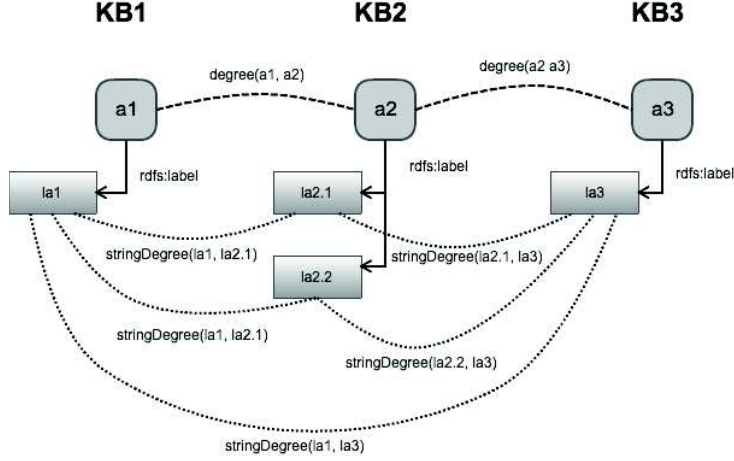 KB1
KB2
KB3
degree(a1, a2)
degree(a2 a3)
a1
a2
a3
rdfs:label
rdfs:label
rdfs:label
la1
la2.1
la3
stringDegree(la1, la2.1)
stringDegree(la2.1, la3)
la2.2
stringDegree(la1, la2.1)
stringDegree(la2.2, la3)
stringDegree(la1, la3)